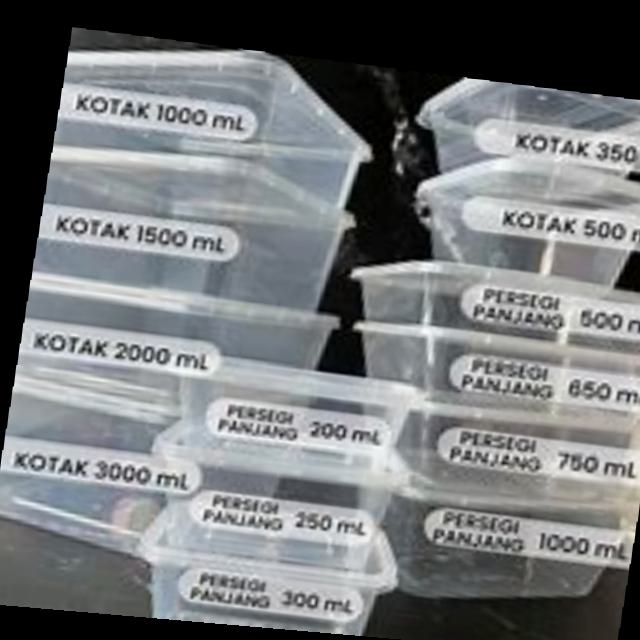 KOTAK 1000 mL
KOTAK 1500 mL
KOTAK 2000 mL
KOTAK 3000 mL
PERSEGI
PANJANG 200 mL
PERSEGI
PANJANG 250 mL
PERSEGI
PANJANG 300 mL
KOTAK 350
KOTAK 500
PERSEGI
PANJANG 500 m
PERSEGI
PANJANG 650 m
PERSEGI
PANJANG 750 mL
PERSEGI
PANJANG 1000 mL